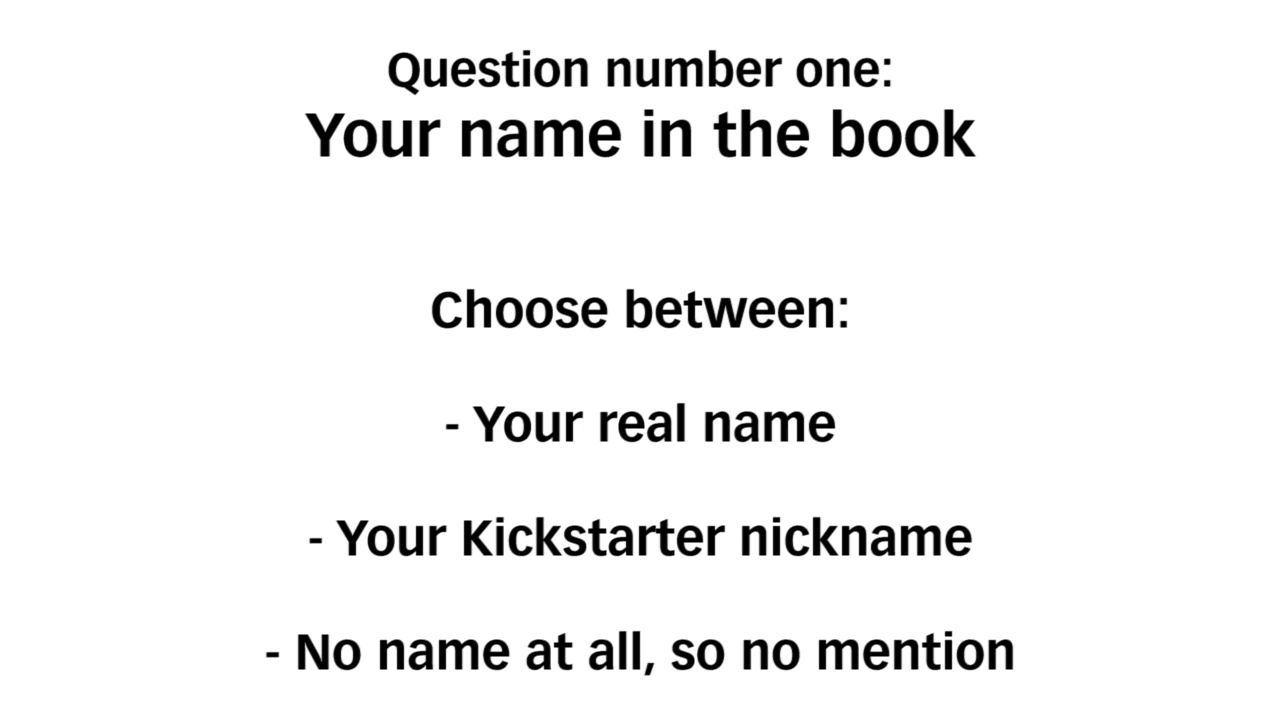 Question number one:
Your name in the book
Choose between:
- Your real name
- Your Kickstarter nickname
- No name at all, so no mention